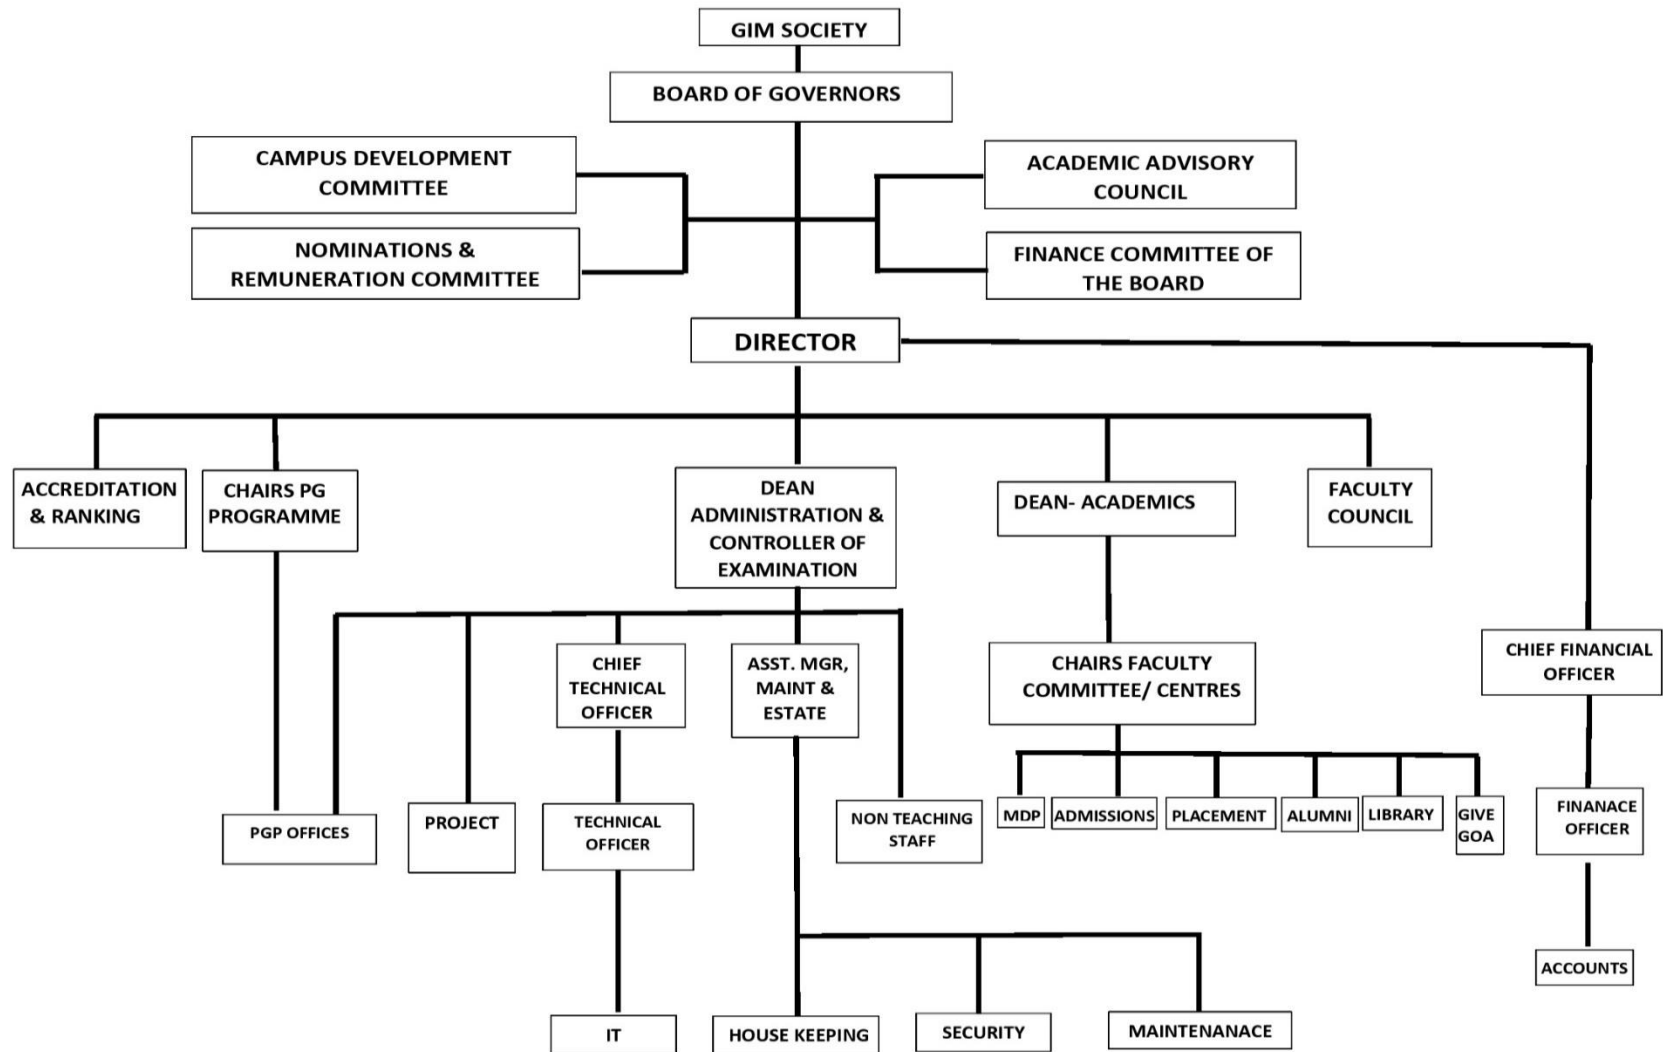 GIM SOCIETY
BOARD OF GOVERNORS
CAMPUS DEVELOPMENT
COMMITTEE
ACADEMIC ADVISORY
COUNCIL
NOMINATIONS &
REMUNERATION COMMITTEE
FINANCE COMMITTEE OF
THE BOARD
DIRECTOR
ACCREDITATION
& RANKING
CHAIRS PG
PROGRAMME
DEAN
ADMINISTRATION &
CONTROLLER OF
EXAMINATION
DEAN- ACADEMICS
FACULTY
COUNCIL
CHIEF
TECHNICAL
OFFICER
ASST. MGR,
MAINT &
ESTATE
CHAIRS FACULTY
COMMITTEE/ CENTRES
CHIEF FINANCIAL
OFFICER
PGP OFFICES
PROJECT
TECHNICAL
OFFICER
NON TEACHING
STAFF
MDP
ADMISSIONS
PLACEMENT
ALUMNI
LIBRARY
GIVE
GOA
FINANACE
OFFICER
ACCOUNTS
IT
HOUSE KEEPING
SECURITY
MAINTENANACE